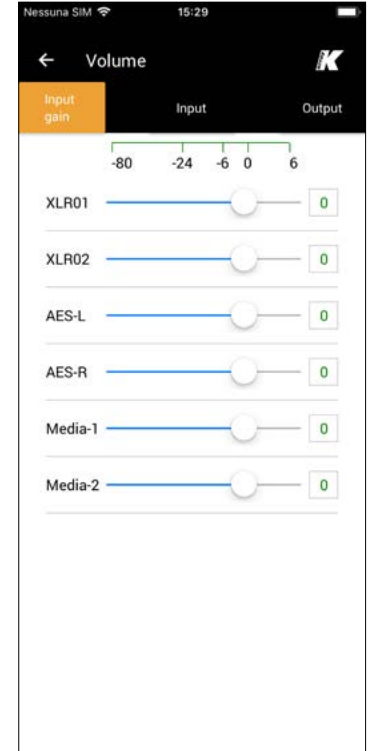 Nessuna SIM 15:29
Volume K
Input
gain
Input
Output
-80 -24 -6 0 6
XLR01 0
XLR02 0
AES-L 0
AES-R 0
Media-1 0
Media-2 0